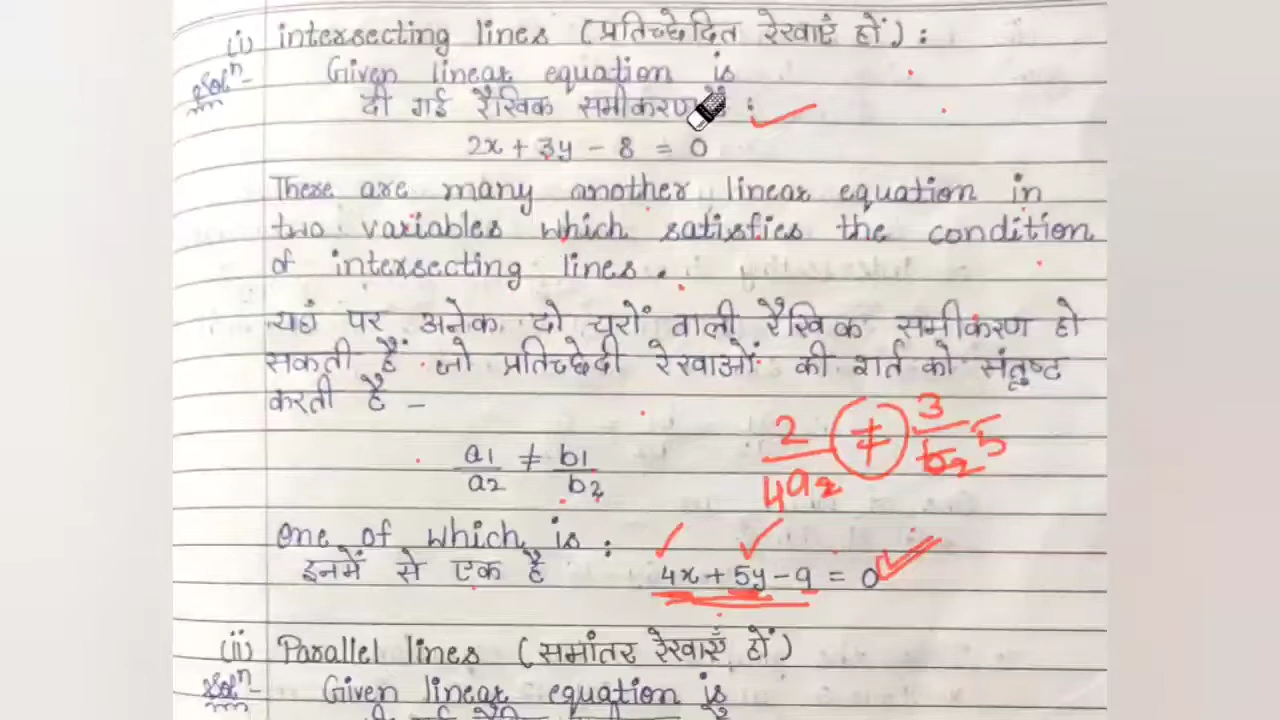 (i) intersecting lines (प्रतिच्छेदित रेखाएँ हों) :
Solⁿ- Given linear equation is
दी गई रैखिक समीकरण है :
2x + 3y - 8 = 0
There are many another linear equation in
two variables which satisfies the condition
of intersecting lines.
यहां पर अनेक दो चरों वाली रैखिक समीकरण हो
सकती हैं जो प्रतिच्छेदी रेखाओं की शर्त को संतुष्ट
करती है -
2/4a₂ ≠ 3/b₂5
a₁/a₂ ≠ b₁/b₂
One of which is :
इनमें से एक है 4x + 5y - 9 = 0
(ii) Parallel lines (समांतर रेखाएँ हों)
Solⁿ- Given linear equation is